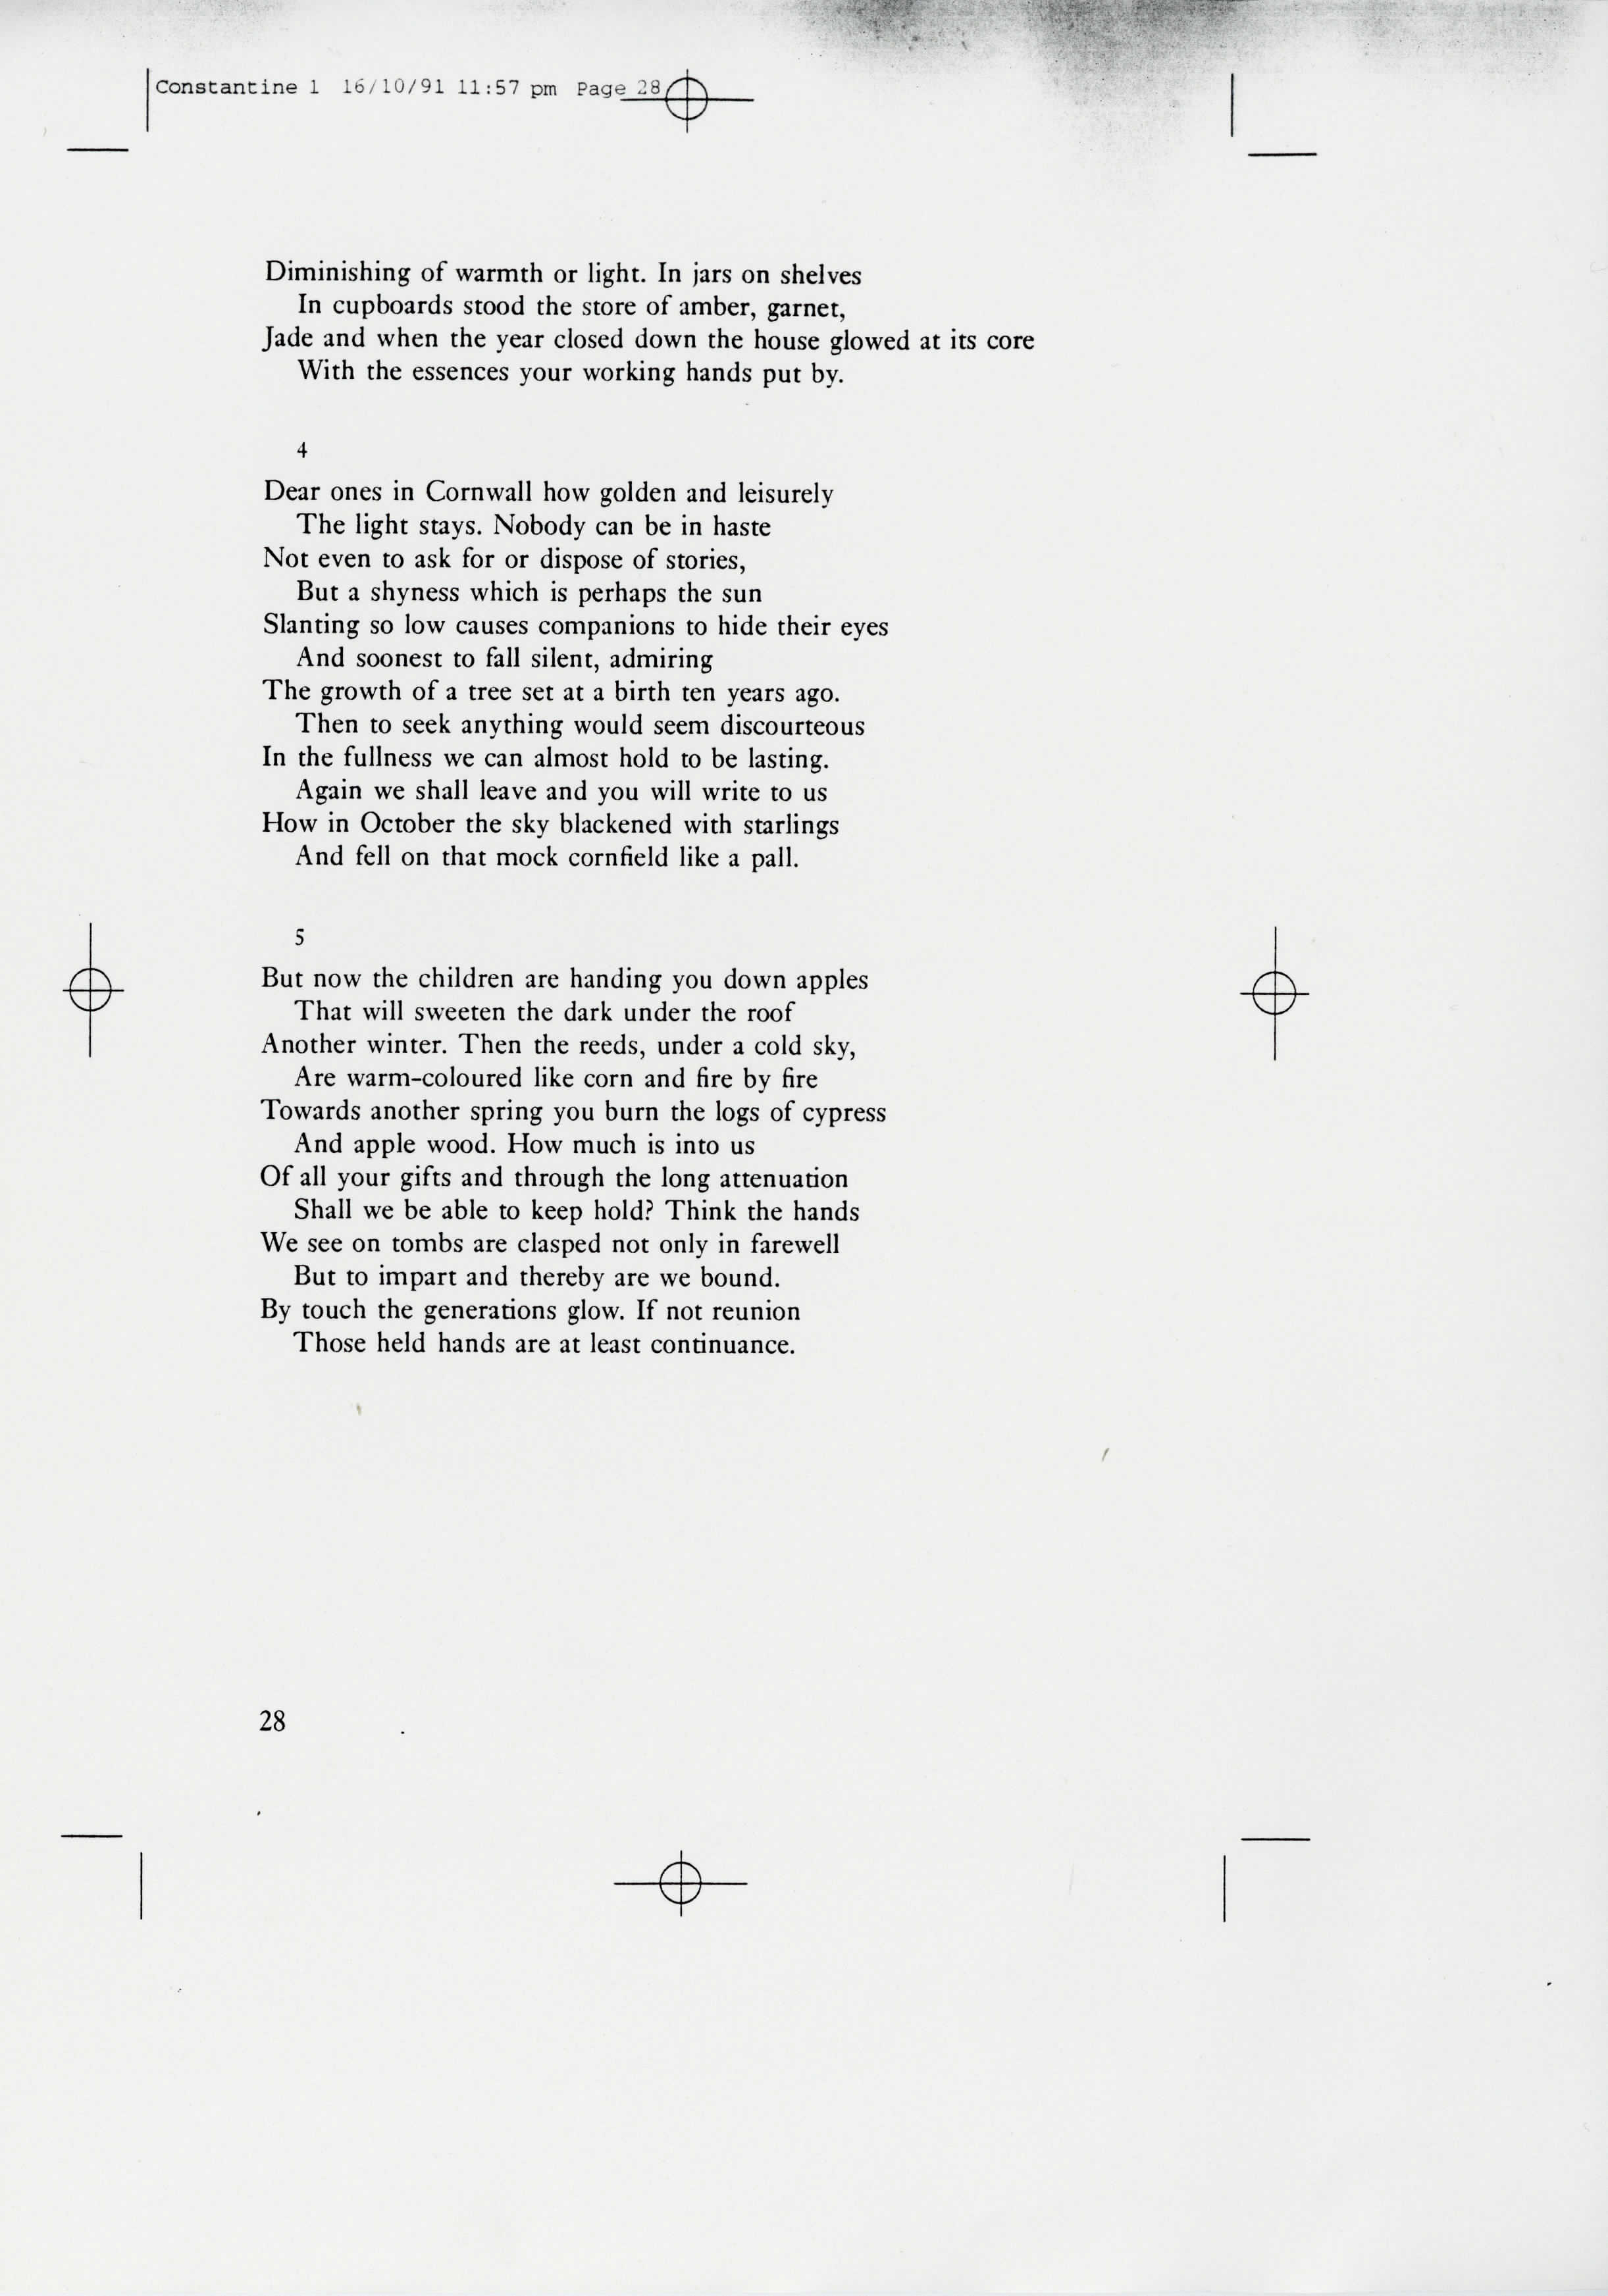 Constantine 1 16/10/91 11:57 pm Page 28
Diminishing of warmth or light. In jars on shelves
In cupboards stood the store of amber, garnet,
Jade and when the year closed down the house glowed at its core
With the essences your working hands put by.
4
Dear ones in Cornwall how golden and leisurely
The light stays. Nobody can be in haste
Not even to ask for or dispose of stories,
But a shyness which is perhaps the sun
Slanting so low causes companions to hide their eyes
And soonest to fall silent, admiring
The growth of a tree set at a birth ten years ago.
Then to seek anything would seem discourteous
In the fullness we can almost hold to be lasting.
Again we shall leave and you will write to us
How in October the sky blackened with starlings
And fell on that mock cornfield like a pall.
5
But now the children are handing you down apples
That will sweeten the dark under the roof
Another winter. Then the reeds, under a cold sky,
Are warm-coloured like corn and fire by fire
Towards another spring you burn the logs of cypress
And apple wood. How much is into us
Of all your gifts and through the long attenuation
Shall we be able to keep hold? Think the hands
We see on tombs are clasped not only in farewell
But to impart and thereby are we bound.
By touch the generations glow. If not reunion
Those held hands are at least continuance.
28